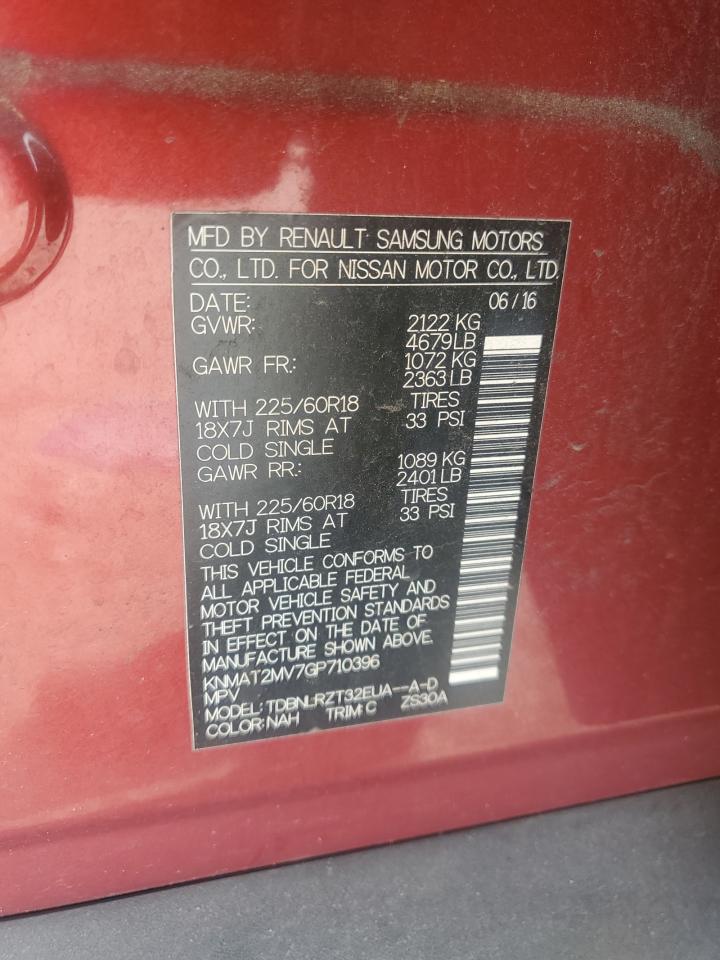 MFD BY RENAULT SAMSUNG MOTORS
CO., LTD. FOR NISSAN MOTOR CO., LTD.
DATE: 06/16
GVWR: 2122 KG
4679LB
GAWR FR.: 1072 KG
2363LB
WITH 225/60R18 TIRES
18X7J RIMS AT 33 PSI
COLD SINGLE
GAWR RR.: 1089 KG
2401LB
WITH 225/60R18 TIRES
18X7J RIMS AT 33 PSI
COLD SINGLE
THIS VEHICLE CONFORMS TO
ALL APPLICABLE FEDERAL
MOTOR VEHICLE SAFETY AND
THEFT PREVENTION STANDARDS
IN EFFECT ON THE DATE OF
MANUFACTURE SHOWN ABOVE.
KNMAT2MV7GP710396
MPV
MODEL: TDBNLRZT32EUA--A-D
COLOR:NAH TRIM:C ZS30A